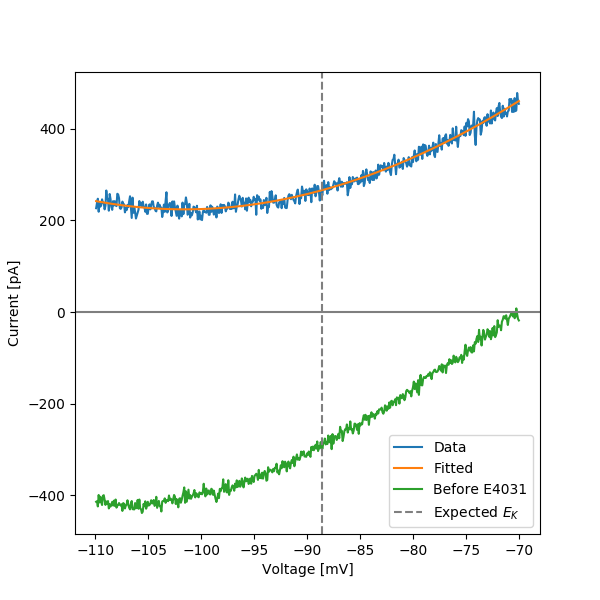 400
200
0
−200
−400
Current [pA]
−110
−105
−100
−95
−90
−85
−80
−75
−70
Voltage [mV]
Data
Fitted
Before E4031
Expected E_K